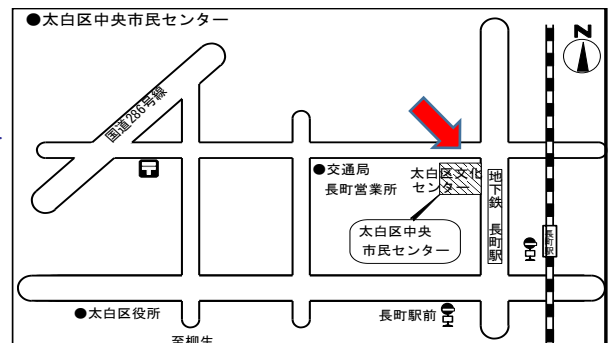 ●太白区中央市民センター
N
国道286号線
●交通局
長町営業所
太白区文化
センター
地下鉄 長町駅
長町駅
太白区中央
市民センター
●太白区役所
長町駅前
至柳生